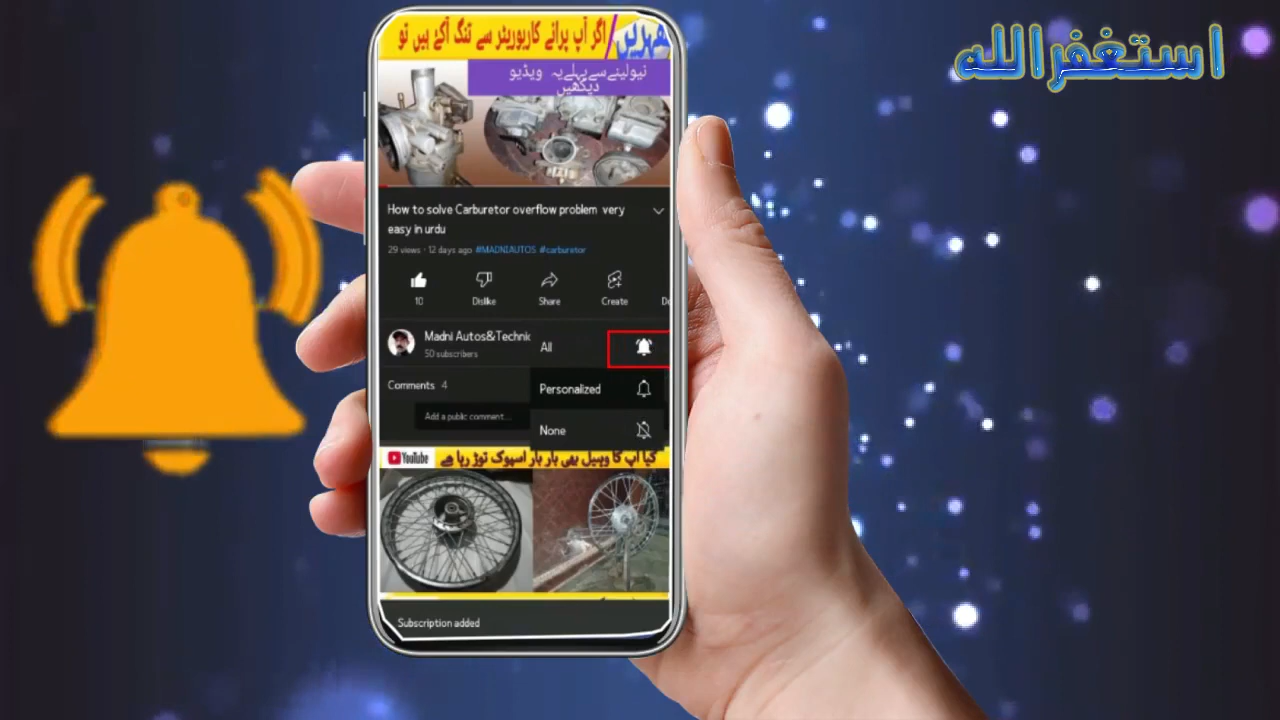 استغفرالله
ٹھہریں/ اگر آپ پرانے کاربوریٹر سے تنگ آگئے ہیں تو
نیو لینے سے پہلے یہ ویڈیو
دیکھیں
How to solve Carburetor overflow problem very
easy in urdu
29 views · 12 days ago #MADNIAUTOS #carburetor
10 Dislike Share Create
Madni Autos&Technik
50 subscribers
All
Comments 4
Personalized
Add a public comment...
None
YouTube کیا آپ کا وہیل بھی بار بار اسپوک توڑ رہا ہے
Subscription added